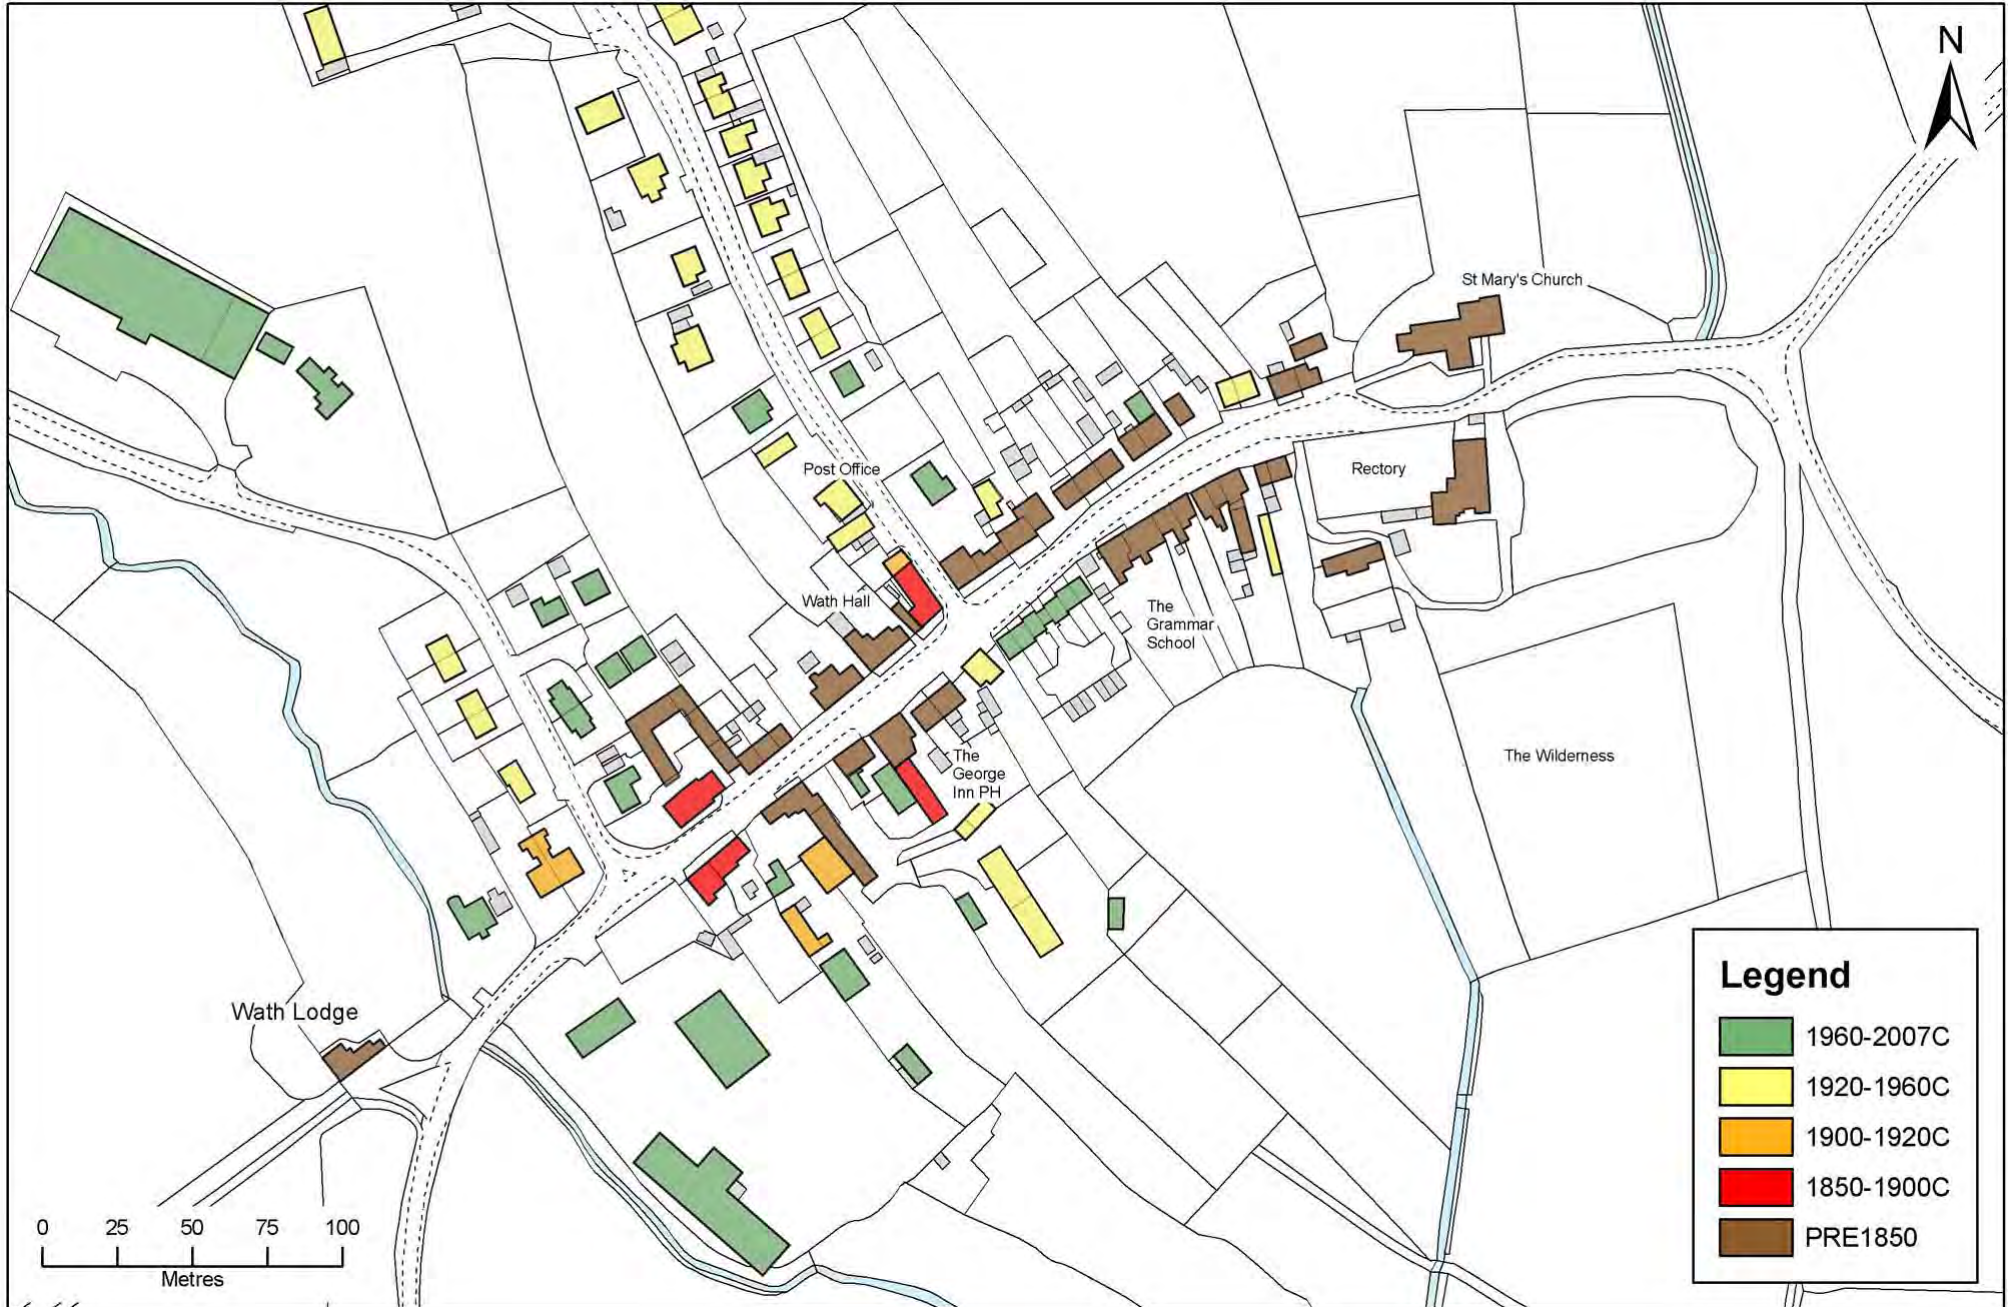 N
St Mary's Church
Post Office
Rectory
Wath Hall
The
Grammar
School
The
George
Inn PH
The Wilderness
Wath Lodge
Legend
1960-2007C
1920-1960C
1900-1920C
1850-1900C
PRE1850
0 25 50 75 100
Metres